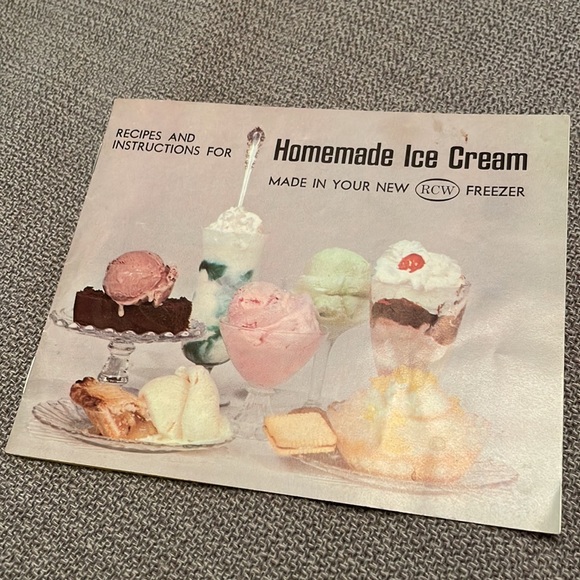 RECIPES AND
INSTRUCTIONS FOR
Homemade Ice Cream
MADE IN YOUR NEW RCW FREEZER